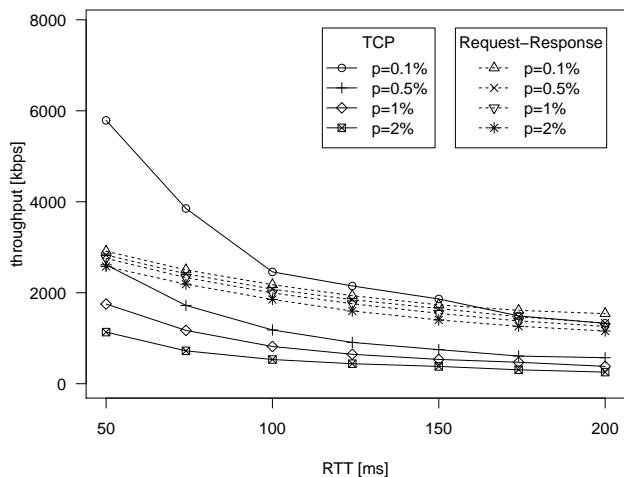 8000
6000
4000
2000
0
throughput [kbps]
TCP
p=0.1%
p=0.5%
p=1%
p=2%
Request−Response
p=0.1%
p=0.5%
p=1%
p=2%
50
100
150
200
RTT [ms]